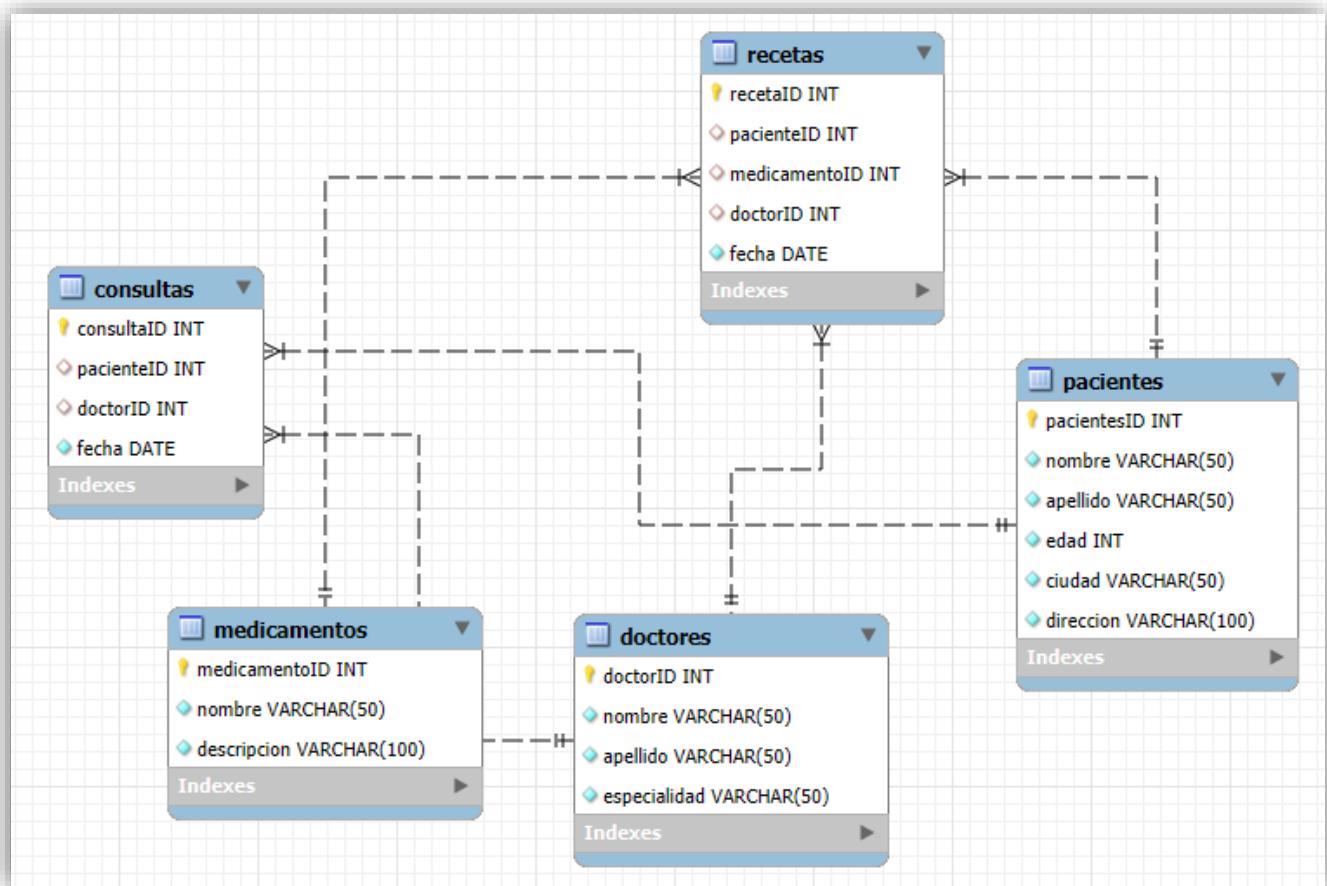 recetas
recetaID INT
pacienteID INT
medicamentoID INT
doctorID INT
fecha DATE
Indexes
consultas
consultaID INT
pacienteID INT
doctorID INT
fecha DATE
Indexes
pacientes
pacientesID INT
nombre VARCHAR(50)
apellido VARCHAR(50)
edad INT
ciudad VARCHAR(50)
direccion VARCHAR(100)
Indexes
medicamentos
medicamentoID INT
nombre VARCHAR(50)
descripcion VARCHAR(100)
Indexes
doctores
doctorID INT
nombre VARCHAR(50)
apellido VARCHAR(50)
especialidad VARCHAR(50)
Indexes